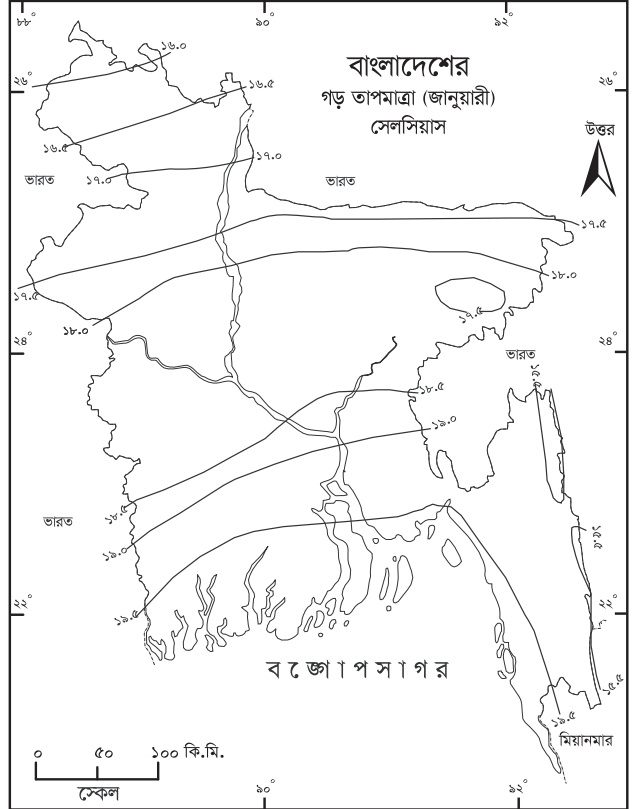 ৮৮°
৯০°
৯২°
বাংলাদেশের
গড় তাপমাত্রা (জানুয়ারী)
সেলসিয়াস
উত্তর
২৬°
২৬°
১৬.০
১৬.৫
১৬.৫
১৭.০
১৭.০
ভারত
ভারত
১৭.৫
১৭.৫
১৮.০
১৭.৫
১৮.০
২৪°
২৪°
ভারত
১৮.৫
১৯.০
১৮.৫
ভারত
১৯.০
১৯.৫
২২°
২২°
বঙ্গোপসাগর
১৫.৫
১৯.৫
মিয়ানমার
০ ৫০ ১০০ কি.মি.
স্কেল
৯০°
৯২°